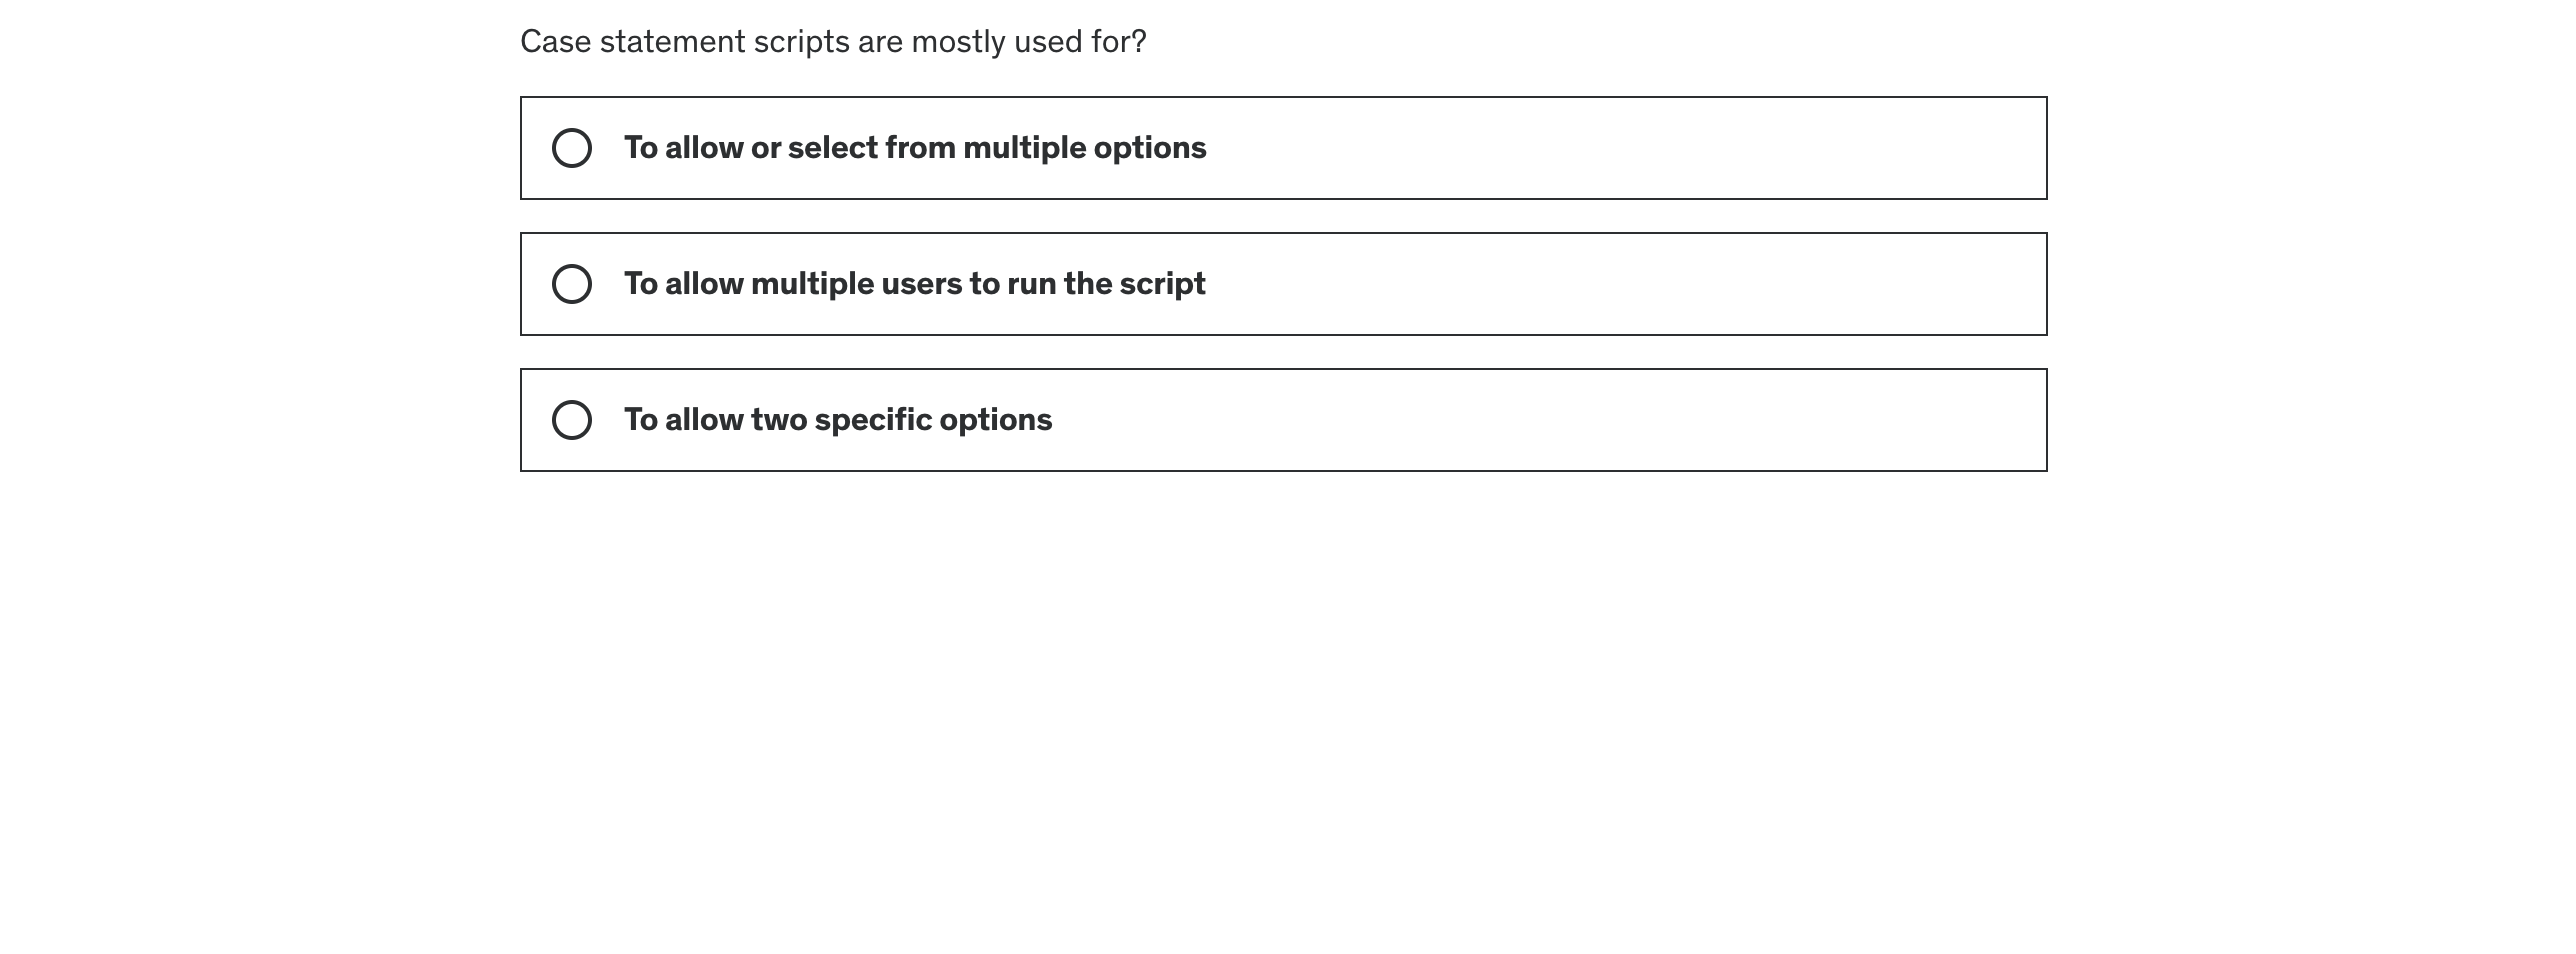 Case statement scripts are mostly used for?
To allow or select from multiple options
To allow multiple users to run the script
To allow two specific options